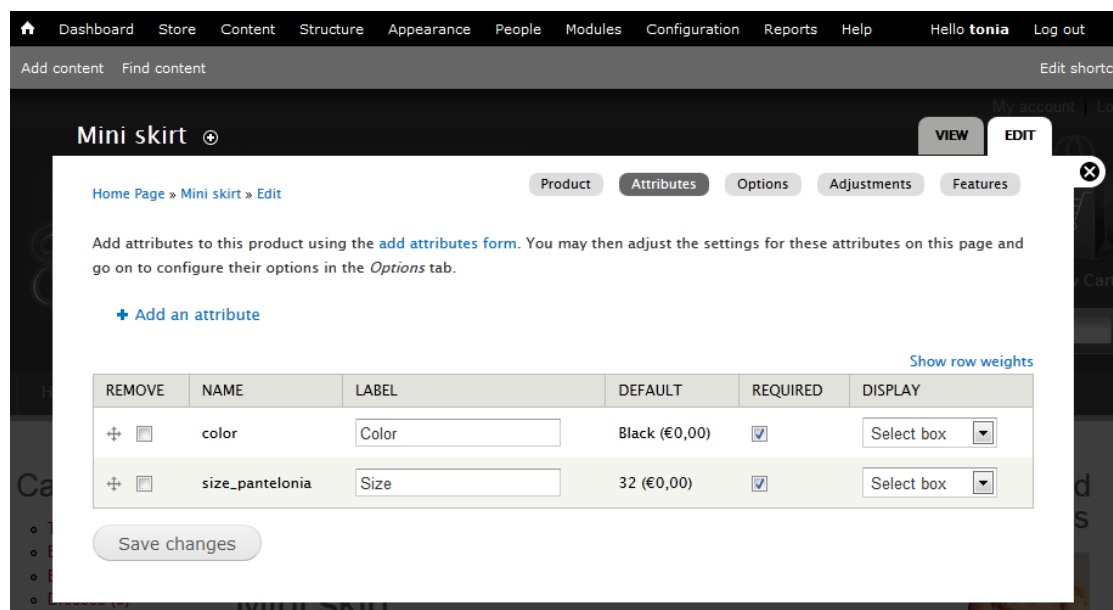 Dashboard Store Content Structure Appearance People Modules Configuration Reports Help Hello tonia Log out
Add content Find content Edit shortc
My account Lo
Mini skirt VIEW EDIT
Home Page » Mini skirt » Edit Product Attributes Options Adjustments Features
Add attributes to this product using the add attributes form. You may then adjust the settings for these attributes on this page and
go on to configure their options in the Options tab.
Add an attribute
Show row weights
REMOVE NAME LABEL DEFAULT REQUIRED DISPLAY
color Color Black (€0,00) Select box
size_pantelonia Size 32 (€0,00) Select box
Save changes
Mini Skirt